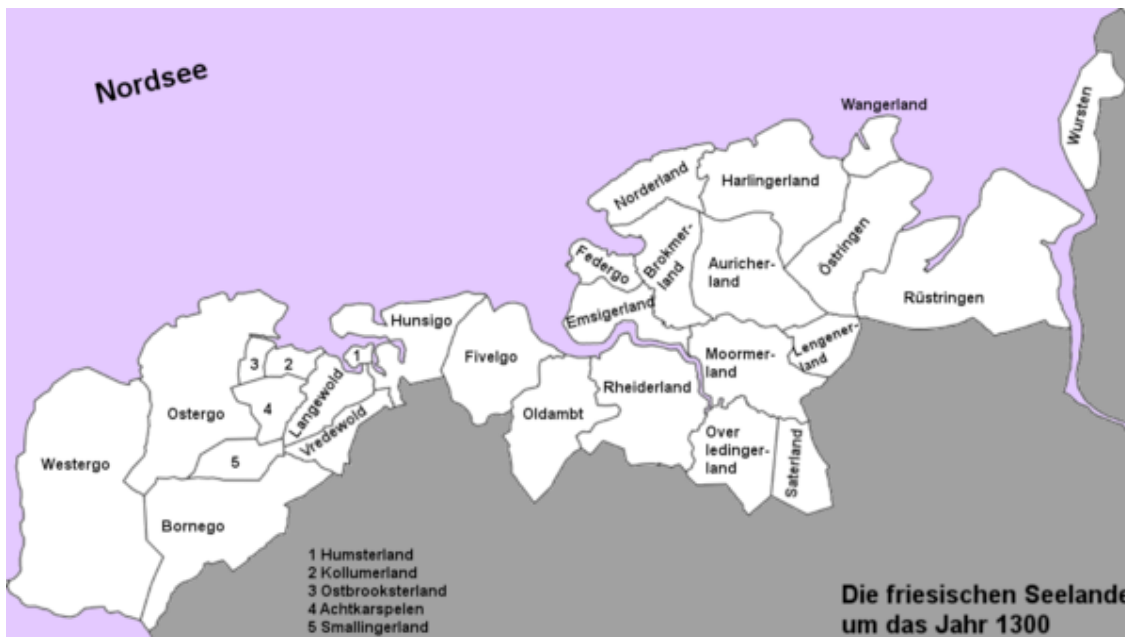 Nordsee
Wangerland
Wursten
Norderland
Harlingerland
Federgo
Brokmer-
land
Auricher-
land
Östringen
Rüstringen
Emsigerland
Hunsigo
Fivelgo
Moormer-
land
Lengener-
land
Rheiderland
Oldambt
Over
ledinger-
land
Saterland
1
2
3
4
5
Langewold
Vredewold
Ostergo
Westergo
Bornego
1 Humsterland
2 Kollumerland
3 Ostbrooksterland
4 Achtkarspelen
5 Smallingerland
Die friesischen Seelande
um das Jahr 1300